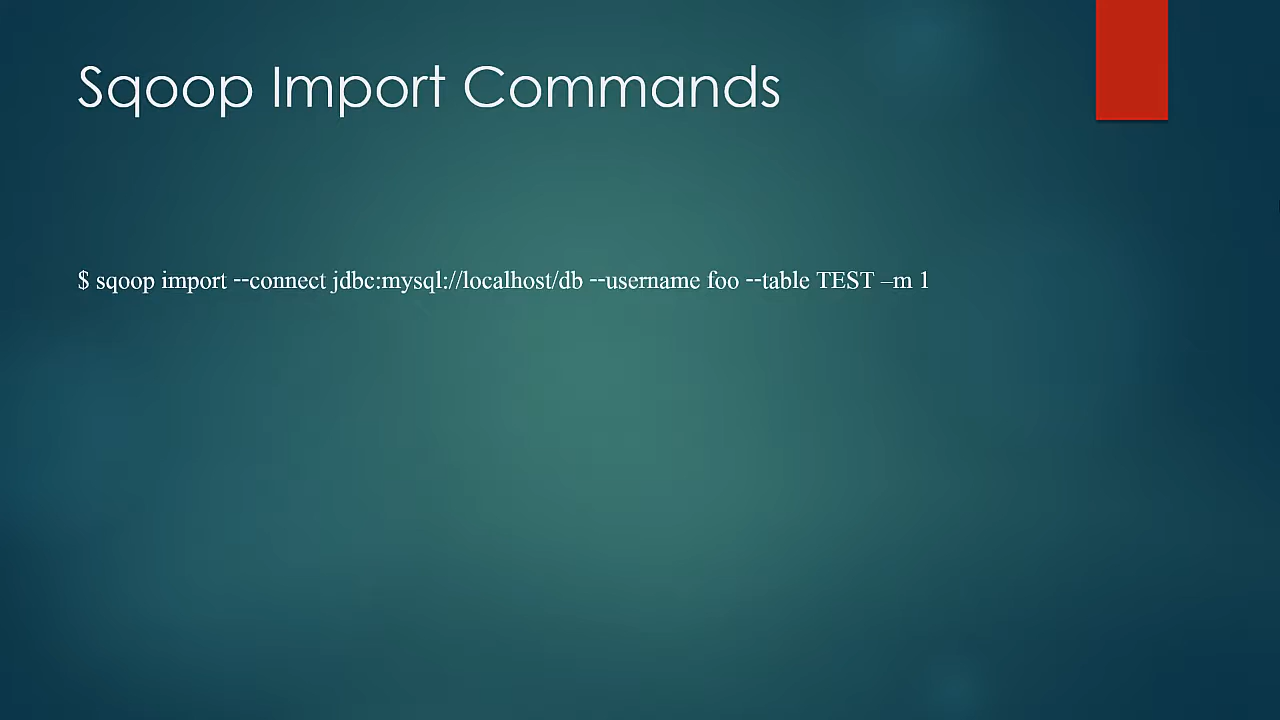 Sqoop Import Commands
$ sqoop import --connect jdbc:mysql://localhost/db --username foo --table TEST –m 1